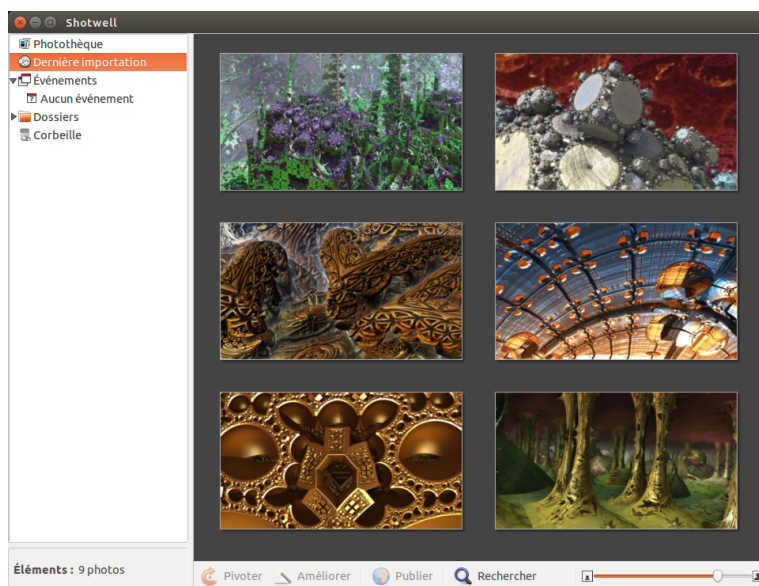 Shotwell
Photothèque
Dernière importation
Événements
Aucun événement
Dossiers
Corbeille
Éléments : 9 photos
Pivoter
Améliorer
Publier
Rechercher